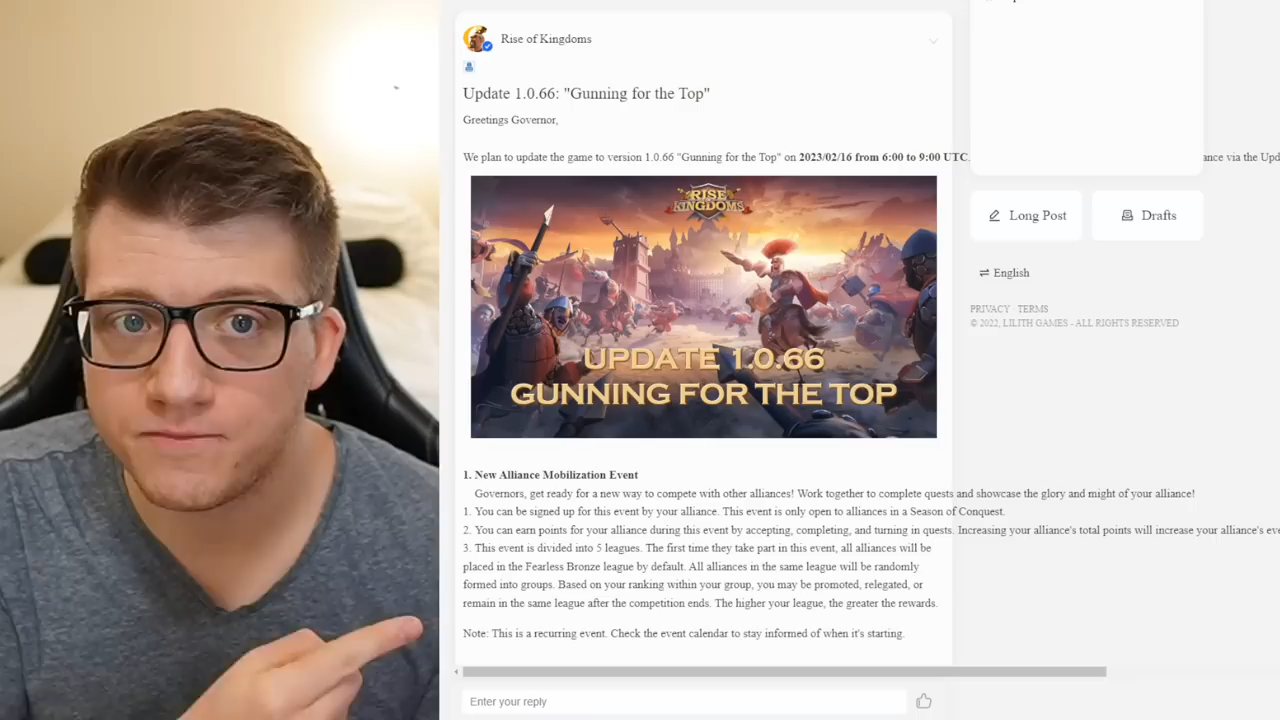 Rise of Kingdoms
Update 1.0.66: "Gunning for the Top"
Greetings Governor,
We plan to update the game to version 1.0.66 "Gunning for the Top" on 2023/02/16 from 6:00 to 9:00 UTC.
ance via the Upd
RISE OF KINGDOMS
UPDATE 1.0.66
GUNNING FOR THE TOP
1. New Alliance Mobilization Event
Governors, get ready for a new way to compete with other alliances! Work together to complete quests and showcase the glory and might of your alliance!
1. You can be signed up for this event by your alliance. This event is only open to alliances in a Season of Conquest.
2. You can earn points for your alliance during this event by accepting, completing, and turning in quests. Increasing your alliance's total points will increase your alliance's eve
3. This event is divided into 5 leagues. The first time they take part in this event, all alliances will be
placed in the Fearless Bronze league by default. All alliances in the same league will be randomly
formed into groups. Based on your ranking within your group, you may be promoted, relegated, or
remain in the same league after the competition ends. The higher your league, the greater the rewards.
Note: This is a recurring event. Check the event calendar to stay informed of when it's starting.
Enter your reply
Long Post
Drafts
English
PRIVACY · TERMS
© 2022, LILITH GAMES - ALL RIGHTS RESERVED